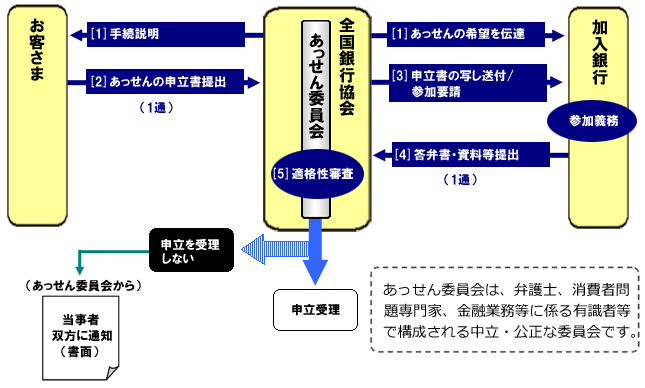 お客さま
[1] 手続説明
[2] あっせんの申立書提出
（1通）
全国銀行協会
あっせん委員会
[1] あっせんの希望を伝達
[3] 申立書の写し送付/
参加要請
加入銀行
参加義務
[4] 答弁書・資料等提出
（1通）
[5] 適格性審査
申立を受理
しない
（あっせん委員会から）
当事者
双方に通知
（書面）
申立受理
あっせん委員会は、弁護士、消費者問
題専門家、金融業務等に係る有識者等
で構成される中立・公正な委員会です。